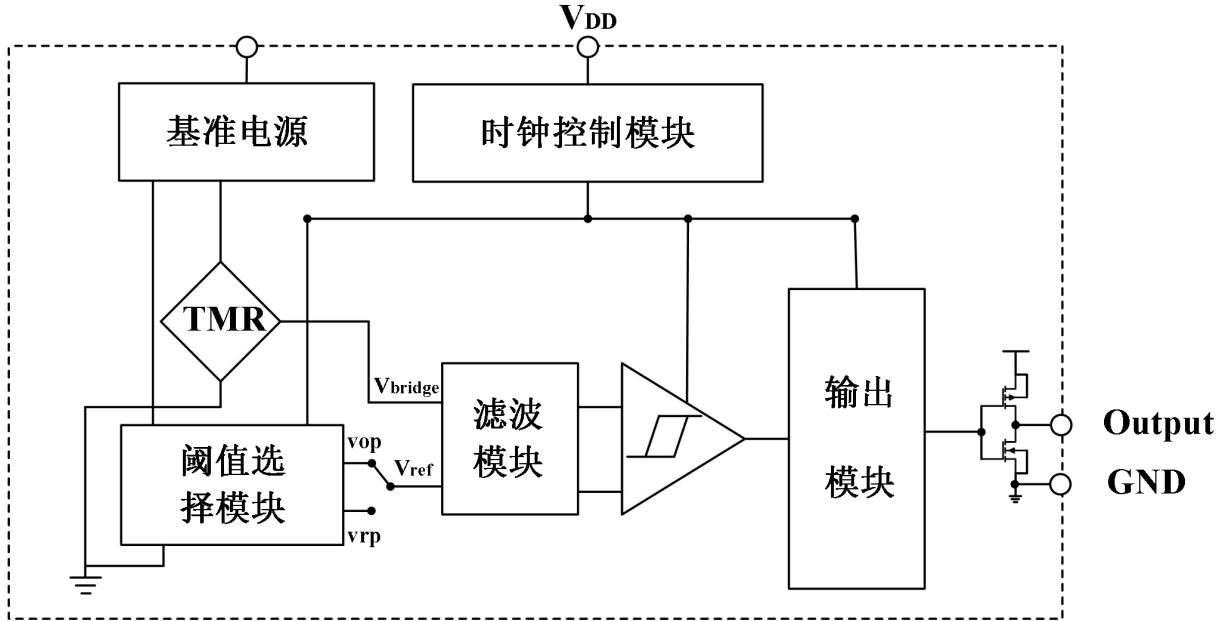 VDD
基准电源
时钟控制模块
TMR
Vbridge
滤波
模块
输出
模块
Output
GND
阈值选
择模块
vop
Vref
vrp